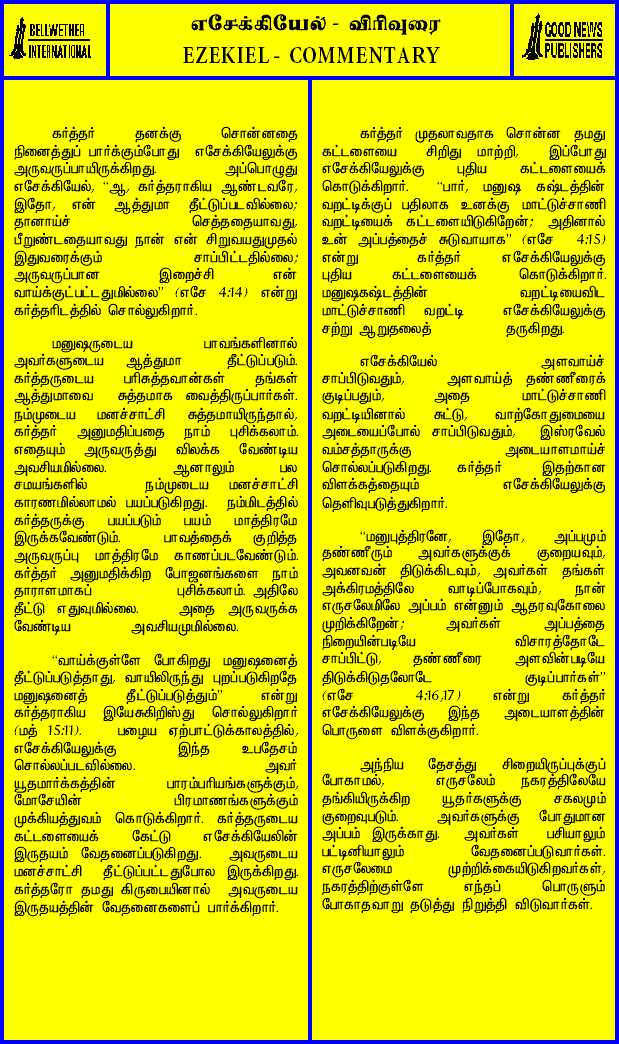 BELLWETHER
INTERNATIONAL
எசேக்கியேல் - விரிவுரை
EZEKIEL - COMMENTARY
GOOD NEWS
PUBLISHERS
கர்த்தர் தனக்கு சொன்னதை
நினைத்துப் பார்க்கும்போது எசேக்கியேலுக்கு
அருவருப்பாயிருக்கிறது. அப்பொழுது
எசேக்கியேல், “ஆ, கர்த்தராகிய ஆண்டவரே,
இதோ, என் ஆத்துமா தீட்டுப்படவில்லை;
தானாய்ச் செத்ததையாவது,
பீறுண்டதையாவது நான் என் சிறுவயதுமுதல்
இதுவரைக்கும் சாப்பிட்டதில்லை;
அருவருப்பான இறைச்சி என்
வாய்க்குட்பட்டதுமில்லை” (எசே 4:14) என்று
கர்த்தரிடத்தில் சொல்லுகிறார்.
மனுஷருடைய பாவங்களினால்
அவர்களுடைய ஆத்துமா தீட்டுப்படும்.
கர்த்தருடைய பரிசுத்தவான்கள் தங்கள்
ஆத்துமாவை சுத்தமாக வைத்திருப்பார்கள்.
நம்முடைய மனச்சாட்சி சுத்தமாயிருந்தால்,
கர்த்தர் அனுமதிப்பதை நாம் புசிக்கலாம்.
எதையும் அருவருத்து விலக்க வேண்டிய
அவசியமில்லை. ஆனாலும் பல
சமயங்களில் நம்முடைய மனச்சாட்சி
காரணமில்லாமல் பயப்படுகிறது. நம்மிடத்தில்
கர்த்தருக்கு பயப்படும் பயம் மாத்திரமே
இருக்கவேண்டும். பாவத்தைக் குறித்த
அருவருப்பு மாத்திரமே காணப்படவேண்டும்.
கர்த்தர் அனுமதிக்கிற போஜனங்களை நாம்
தாராளமாகப் புசிக்கலாம். அதிலே
தீட்டு எதுவுமில்லை. அதை அருவருக்க
வேண்டிய அவசியமுமில்லை.
“வாய்க்குள்ளே போகிறது மனுஷனைத்
தீட்டுப்படுத்தாது, வாயிலிருந்து புறப்படுகிறதே
மனுஷனைத் தீட்டுப்படுத்தும்” என்று
கர்த்தராகிய இயேசுகிறிஸ்து சொல்லுகிறார்
(மத் 15:11). பழைய ஏற்பாட்டுக்காலத்தில்,
எசேக்கியேலுக்கு இந்த உபதேசம்
சொல்லப்படவில்லை. அவர்
யூதமார்க்கத்தின் பாரம்பரியங்களுக்கும்,
மோசேயின் பிரமாணங்களுக்கும்
முக்கியத்துவம் கொடுக்கிறார். கர்த்தருடைய
கட்டளையைக் கேட்டு எசேக்கியேலின்
இருதயம் வேதனைப்படுகிறது. அவருடைய
மனச்சாட்சி தீட்டுப்பட்டதுபோல இருக்கிறது.
கர்த்தரோ தமது கிருபையினால் அவருடைய
இருதயத்தின் வேதனைகளைப் பார்க்கிறார்.
கர்த்தர் முதலாவதாக சொன்ன தமது
கட்டளையை சிறிது மாற்றி, இப்போது
எசேக்கியேலுக்கு புதிய கட்டளையைக்
கொடுக்கிறார். “பார், மனுஷ கஷ்டத்தின்
வறட்டிக்குப் பதிலாக உனக்கு மாட்டுச்சாணி
வறட்டியைக் கட்டளையிடுகிறேன்; அதினால்
உன் அப்பத்தைச் சுடுவாயாக” (எசே 4:15)
என்று கர்த்தர் எசேக்கியேலுக்கு
புதிய கட்டளையைக் கொடுக்கிறார்.
மனுஷகஷ்டத்தின் வறட்டியைவிட
மாட்டுச்சாணி வறட்டி எசேக்கியேலுக்கு
சற்று ஆறுதலைத் தருகிறது.
எசேக்கியேல் அளவாய்ச்
சாப்பிடுவதும், அளவாய்த் தண்ணீரைக்
குடிப்பதும், அதை மாட்டுச்சாணி
வறட்டியினால் சுட்டு, வாற்கோதுமையை
அடையைப்போல் சாப்பிடுவதும், இஸ்ரவேல்
வம்சத்தாருக்கு அடையாளமாய்ச்
சொல்லப்படுகிறது. கர்த்தர் இதற்கான
விளக்கத்தையும் எசேக்கியேலுக்கு
தெளிவுபடுத்துகிறார்.
“மனுபுத்திரனே, இதோ, அப்பமும்
தண்ணீரும் அவர்களுக்குக் குறையவும்,
அவனவன் திடுக்கிடவும், அவர்கள் தங்கள்
அக்கிரமத்திலே வாடிப்போகவும், நான்
எருசலேமிலே அப்பம் என்னும் ஆதரவுகோலை
முறிக்கிறேன்; அவர்கள் அப்பத்தை
நிறையின்படியே விசாரத்தோடே
சாப்பிட்டு, தண்ணீரை அளவின்படியே
திடுக்கிடுதலோடே குடிப்பார்கள்”
(எசே 4:16,17) என்று கர்த்தர்
எசேக்கியேலுக்கு இந்த அடையாளத்தின்
பொருளை விளக்குகிறார்.
அந்நிய தேசத்து சிறையிருப்புக்குப்
போகாமல், எருசலேம் நகரத்திலேயே
தங்கியிருக்கிற யூதர்களுக்கு சகலமும்
குறைவுபடும். அவர்களுக்கு போதுமான
அப்பம் இருக்காது. அவர்கள் பசியாலும்
பட்டினியாலும் வேதனைப்படுவார்கள்.
எருசலேமை முற்றிக்கையிடுகிறவர்கள்,
நகரத்திற்குள்ளே எந்தப் பொருளும்
போகாதவாறு தடுத்து நிறுத்தி விடுவார்கள்.